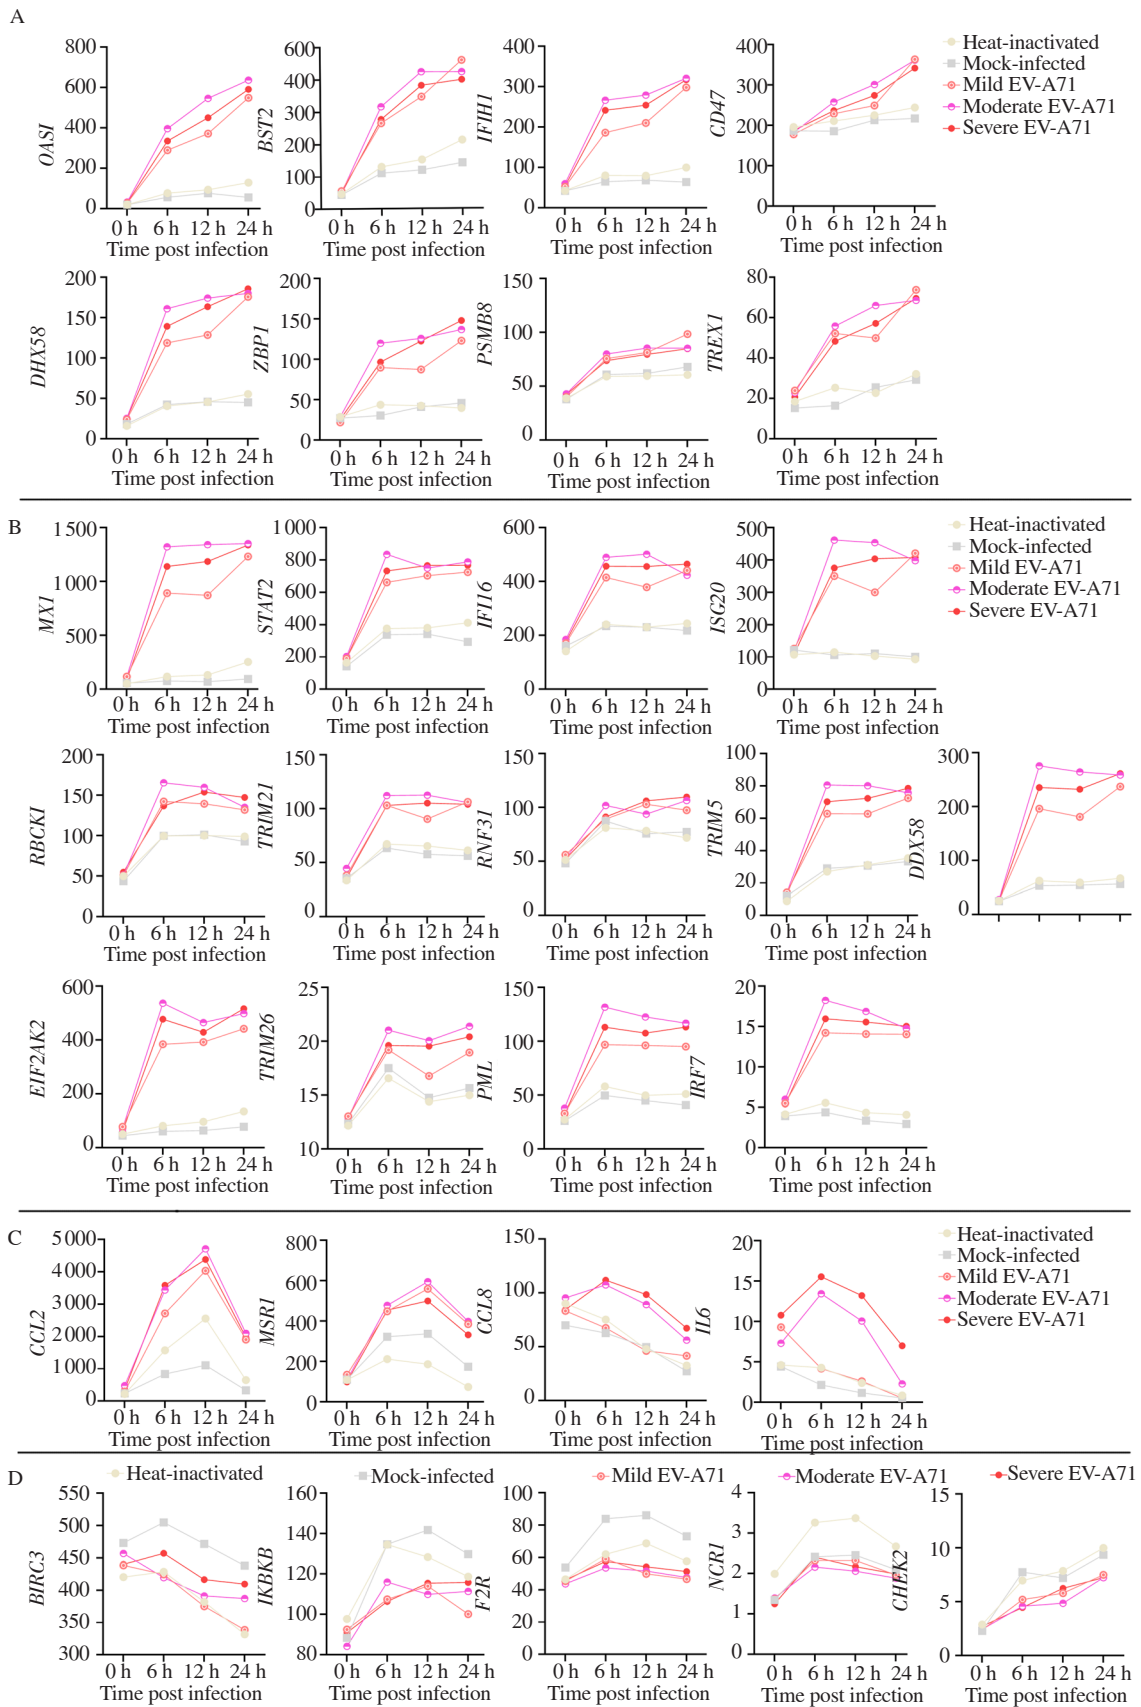 A
OASI
800
600
400
200
0
0 h 6 h 12 h 24 h
Time post infection
BST2
600
500
400
300
200
100
0
0 h 6 h 12 h 24 h
Time post infection
IFIH1
400
300
200
100
0
0 h 6 h 12 h 24 h
Time post infection
CD47
400
300
200
100
0
0 h 6 h 12 h 24 h
Time post infection
Heat-inactivated
Mock-infected
Mild EV-A71
Moderate EV-A71
Severe EV-A71
DHX58
200
150
100
50
0
0 h 6 h 12 h 24 h
Time post infection
ZBP1
200
150
100
50
0
0 h 6 h 12 h 24 h
Time post infection
PSMB8
150
100
50
0
0 h 6 h 12 h 24 h
Time post infection
TREX1
80
60
40
20
0
0 h 6 h 12 h 24 h
Time post infection
B
MX1
1 500
1000
500
0
0 h 6 h 12 h 24 h
Time post infection
STAT2
1 000
800
600
400
200
0
0 h 6 h 12 h 24 h
Time post infection
IFI16
600
400
200
0
0 h 6 h 12 h 24 h
Time post infection
ISG20
500
400
300
200
100
0
0 h 6 h 12 h 24 h
Time post infection
Heat-inactivated
Mock-infected
Mild EV-A71
Moderate EV-A71
Severe EV-A71
RBCKI
200
150
100
50
0
0 h 6 h 12 h 24 h
Time post infection
TRIM21
150
100
50
0
0 h 6 h 12 h 24 h
Time post infection
RNF31
150
100
50
0
0 h 6 h 12 h 24 h
Time post infection
TRIM5
100
80
60
40
20
0
0 h 6 h 12 h 24 h
Time post infection
DDX58
300
200
100
0
EIF2AK2
600
400
200
0
0 h 6 h 12 h 24 h
Time post infection
TRIM26
25
20
15
10
0 h 6 h 12 h 24 h
Time post infection
PML
150
100
50
0
0 h 6 h 12 h 24 h
Time post infection
IRF7
20
15
10
5
0
0 h 6 h 12 h 24 h
Time post infection
C
CCL2
5 000
4000
3000
2000
1 000
0
0 h 6 h 12 h 24 h
Time post infection
MSR1
800
600
400
200
0
0 h 6 h 12 h 24 h
Time post infection
CCL8
150
100
50
0
0 h 6 h 12 h 24 h
Time post infection
IL6
20
15
10
5
0
0 h 6 h 12 h 24 h
Time post infection
Heat-inactivated
Mock-infected
Mild EV-A71
Moderate EV-A71
Severe EV-A71
D
Heat-inactivated
Mock-infected
Mild EV-A71
Moderate EV-A71
Severe EV-A71
BIRC3
550
500
450
400
350
300
0 h 6 h 12 h 24 h
Time post infection
IKBKB
160
140
120
100
80
0 h 6 h 12 h 24 h
Time post infection
F2R
100
80
60
40
20
0
0 h 6 h 12 h 24 h
Time post infection
NCR1
4
3
2
1
0
0 h 6 h 12 h 24 h
Time post infection
CHEK2
15
10
5
0
0 h 6 h 12 h 24 h
Time post infection